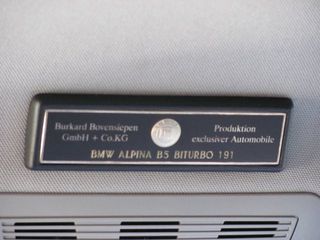 Burkard Bovensiepen
GmbH + Co.KG
Produktion
exclusiver Automobile
BMW ALPINA B5 BITURBO 191